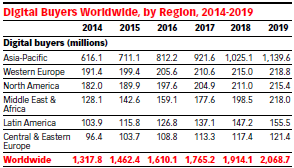 Digital Buyers Worldwide, by Region, 2014-2019
2014 2015 2016 2017 2018 2019
Digital buyers (millions)
Asia-Pacific 616.1 711.1 812.2 921.6 1,025.1 1,139.6
Western Europe 191.4 199.4 205.6 210.6 215.0 218.8
North America 182.0 189.9 197.6 204.9 211.0 215.4
Middle East & 128.1 142.6 159.1 177.6 198.5 218.0
Africa
Latin America 103.9 115.8 126.8 137.1 147.2 155.5
Central & Eastern 96.4 103.7 108.8 113.3 117.4 121.4
Europe
Worldwide 1,317.8 1,462.4 1,610.1 1,765.2 1,914.1 2,068.7